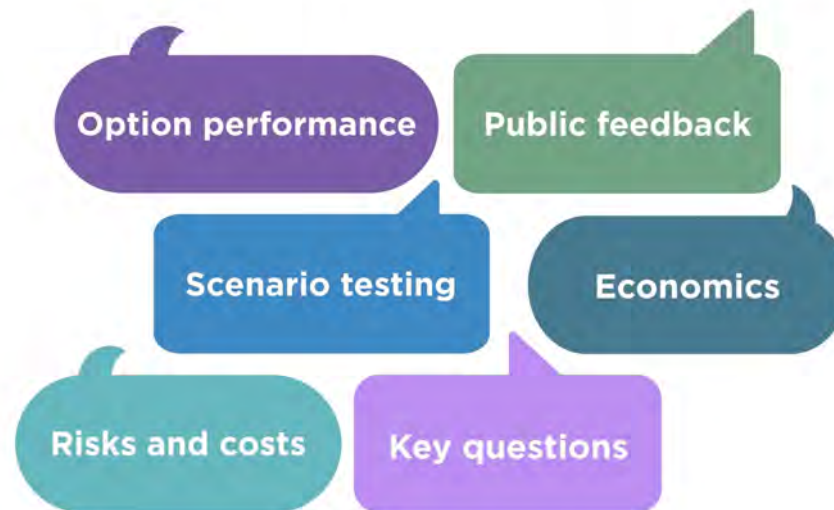 Option performance
Public feedback
Scenario testing
Economics
Risks and costs
Key questions